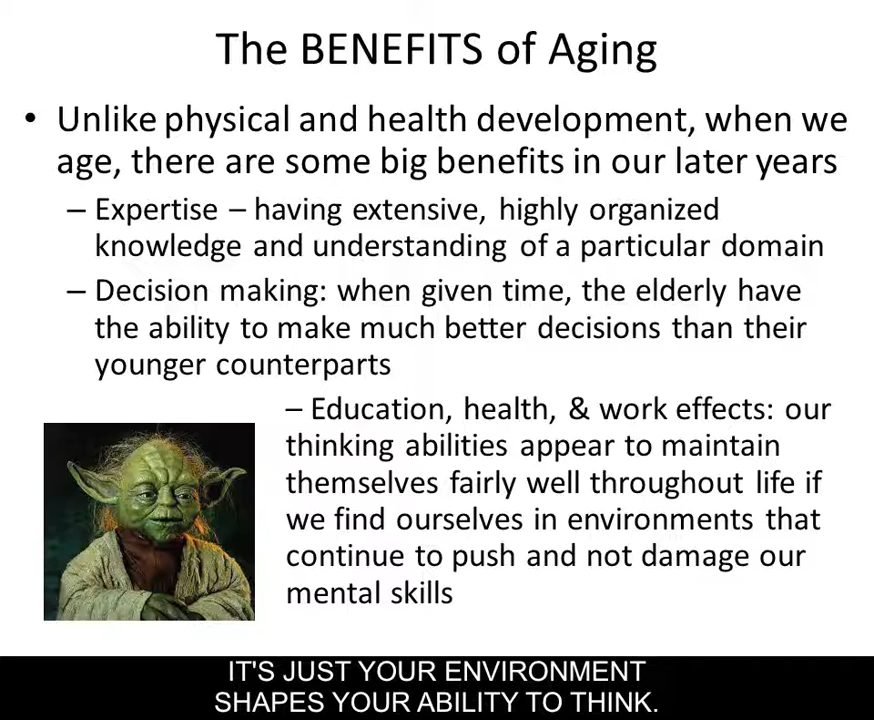 The BENEFITS of Aging
• Unlike physical and health development, when we
age, there are some big benefits in our later years
– Expertise – having extensive, highly organized
knowledge and understanding of a particular domain
– Decision making: when given time, the elderly have
the ability to make much better decisions than their
younger counterparts
– Education, health, & work effects: our
thinking abilities appear to maintain
themselves fairly well throughout life if
we find ourselves in environments that
continue to push and not damage our
mental skills
IT'S JUST YOUR ENVIRONMENT
SHAPES YOUR ABILITY TO THINK.